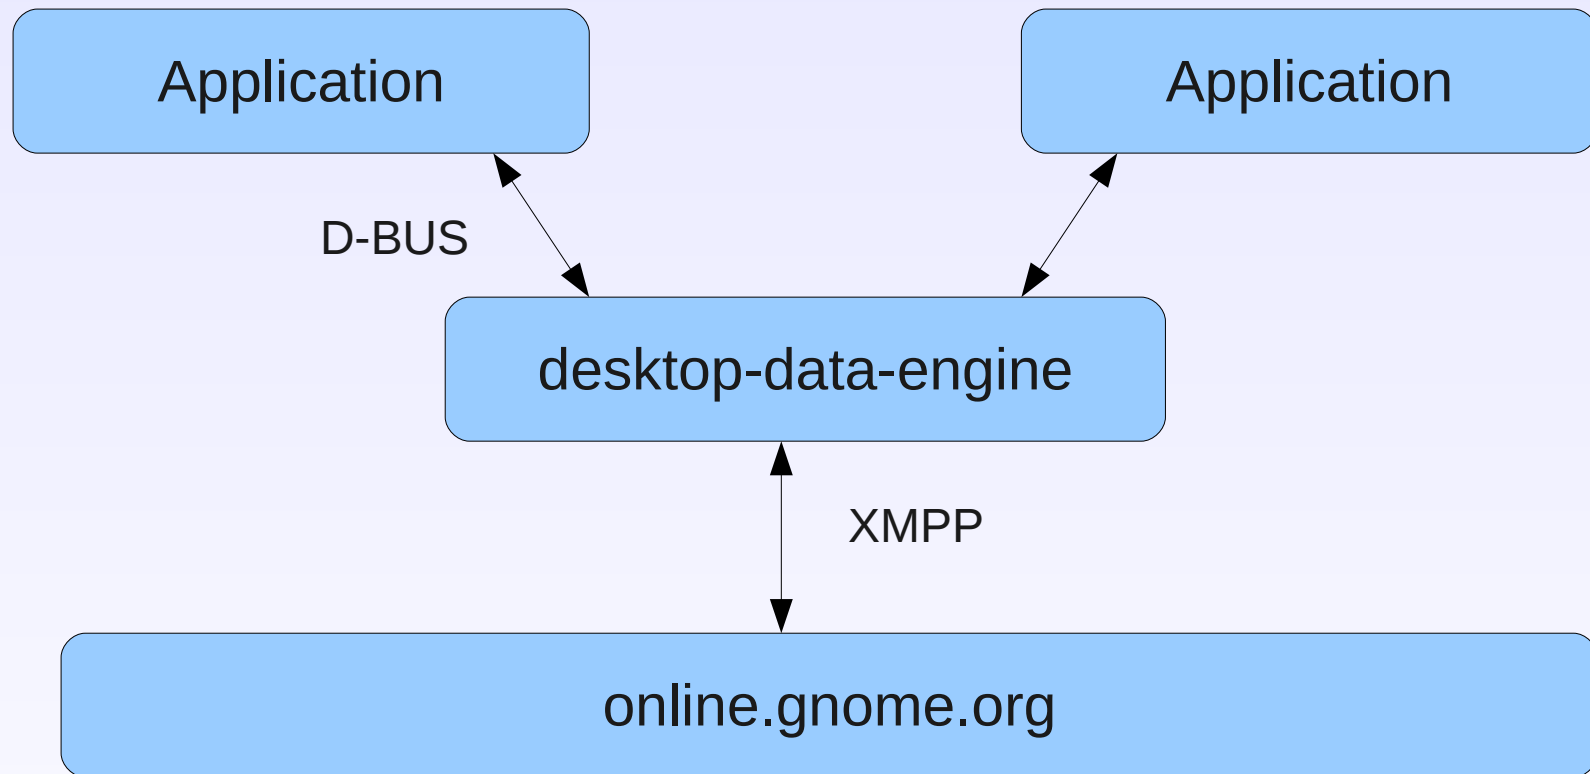 Application
Application
D-BUS
desktop-data-engine
XMPP
online.gnome.org